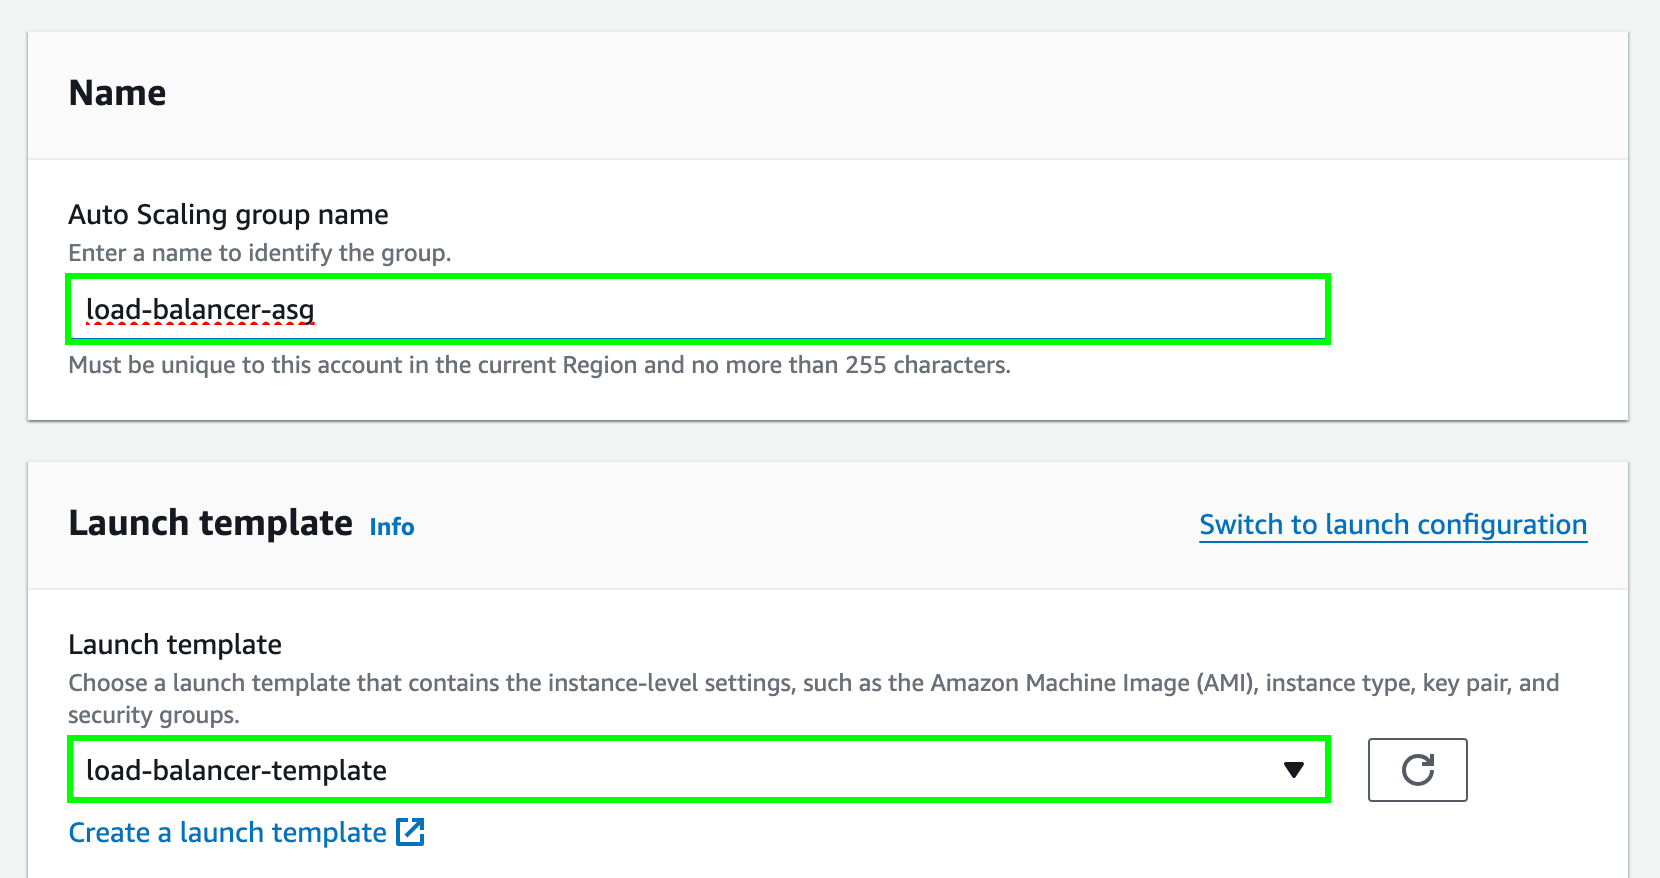 Name
Auto Scaling group name
Enter a name to identify the group.
load-balancer-asg
Must be unique to this account in the current Region and no more than 255 characters.
Launch template Info
Switch to launch configuration
Launch template
Choose a launch template that contains the instance-level settings, such as the Amazon Machine Image (AMI), instance type, key pair, and
security groups.
load-balancer-template
Create a launch template